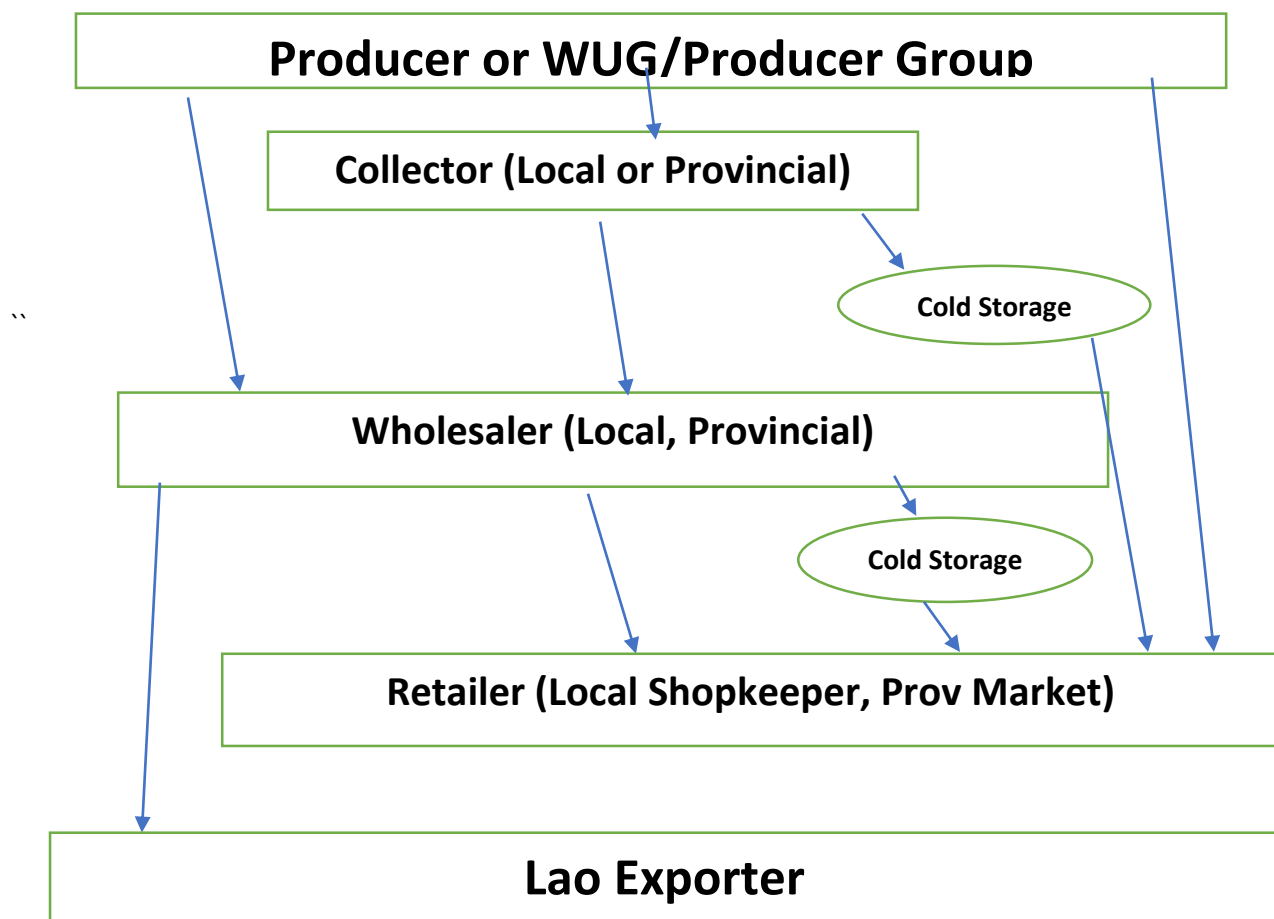 Producer or WUG/Producer Group
Collector (Local or Provincial)
Cold Storage
``
Wholesaler (Local, Provincial)
Cold Storage
Retailer (Local Shopkeeper, Prov Market)
Lao Exporter